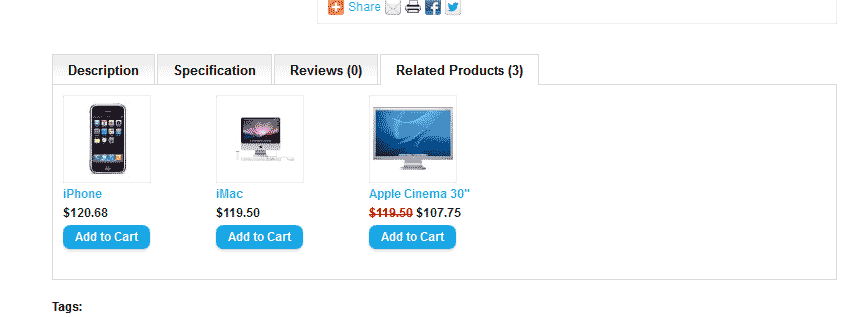 Share
Description Specification Reviews (0) Related Products (3)
iPhone iMac Apple Cinema 30"
$120.68 $119.50 $119.50 $107.75
Add to Cart Add to Cart Add to Cart
Tags: